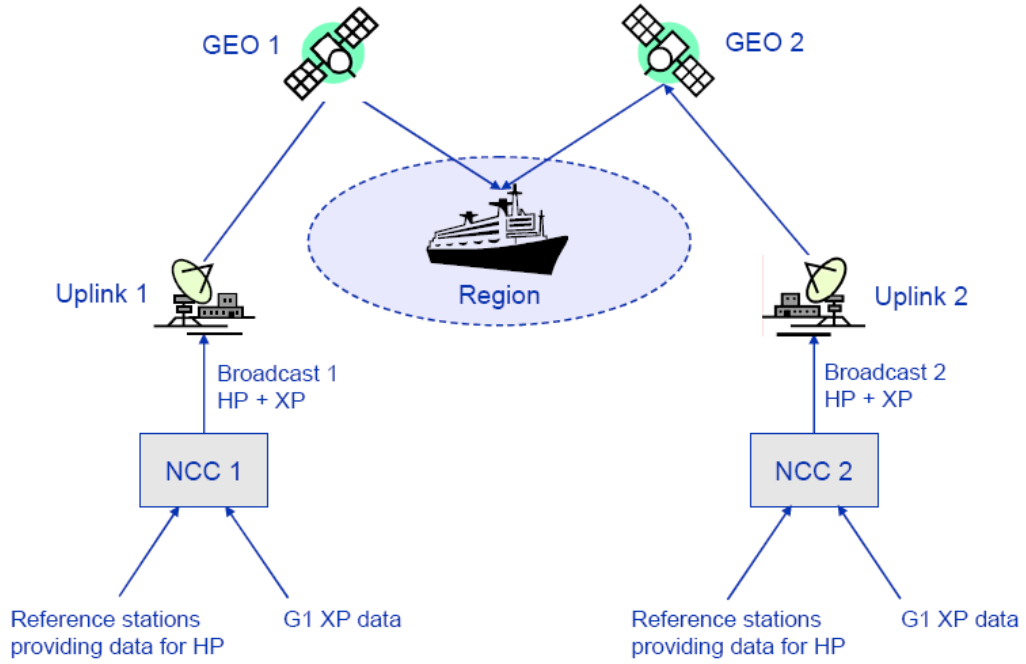 GEO 1
GEO 2
Uplink 1
Region
Uplink 2
Broadcast 1
HP + XP
Broadcast 2
HP + XP
NCC 1
NCC 2
Reference stations
providing data for HP
G1 XP data
Reference stations
providing data for HP
G1 XP data